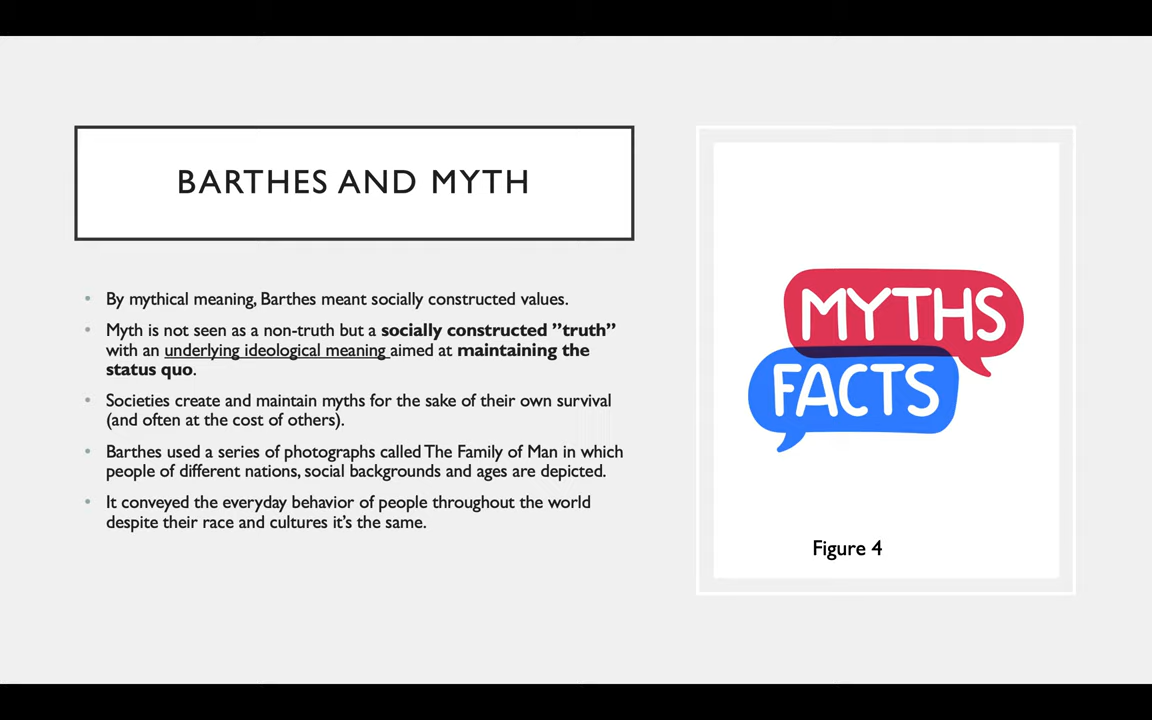 BARTHES AND MYTH
By mythical meaning, Barthes meant socially constructed values.
Myth is not seen as a non-truth but a socially constructed ”truth”
with an underlying ideological meaning aimed at maintaining the
status quo.
Societies create and maintain myths for the sake of their own survival
(and often at the cost of others).
Barthes used a series of photographs called The Family of Man in which
people of different nations, social backgrounds and ages are depicted.
It conveyed the everyday behavior of people throughout the world
despite their race and cultures it’s the same.
MYTHS
FACTS
Figure 4